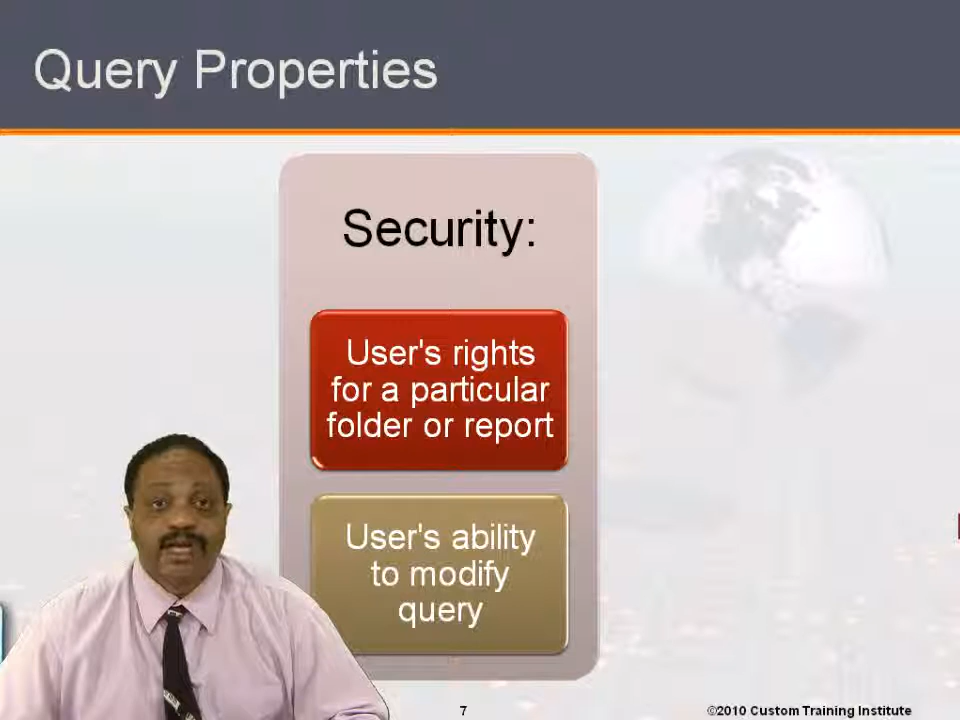 Query Properties
Security:
User's rights
for a particular
folder or report
User's ability
to modify
query
7
©2010 Custom Training Institute